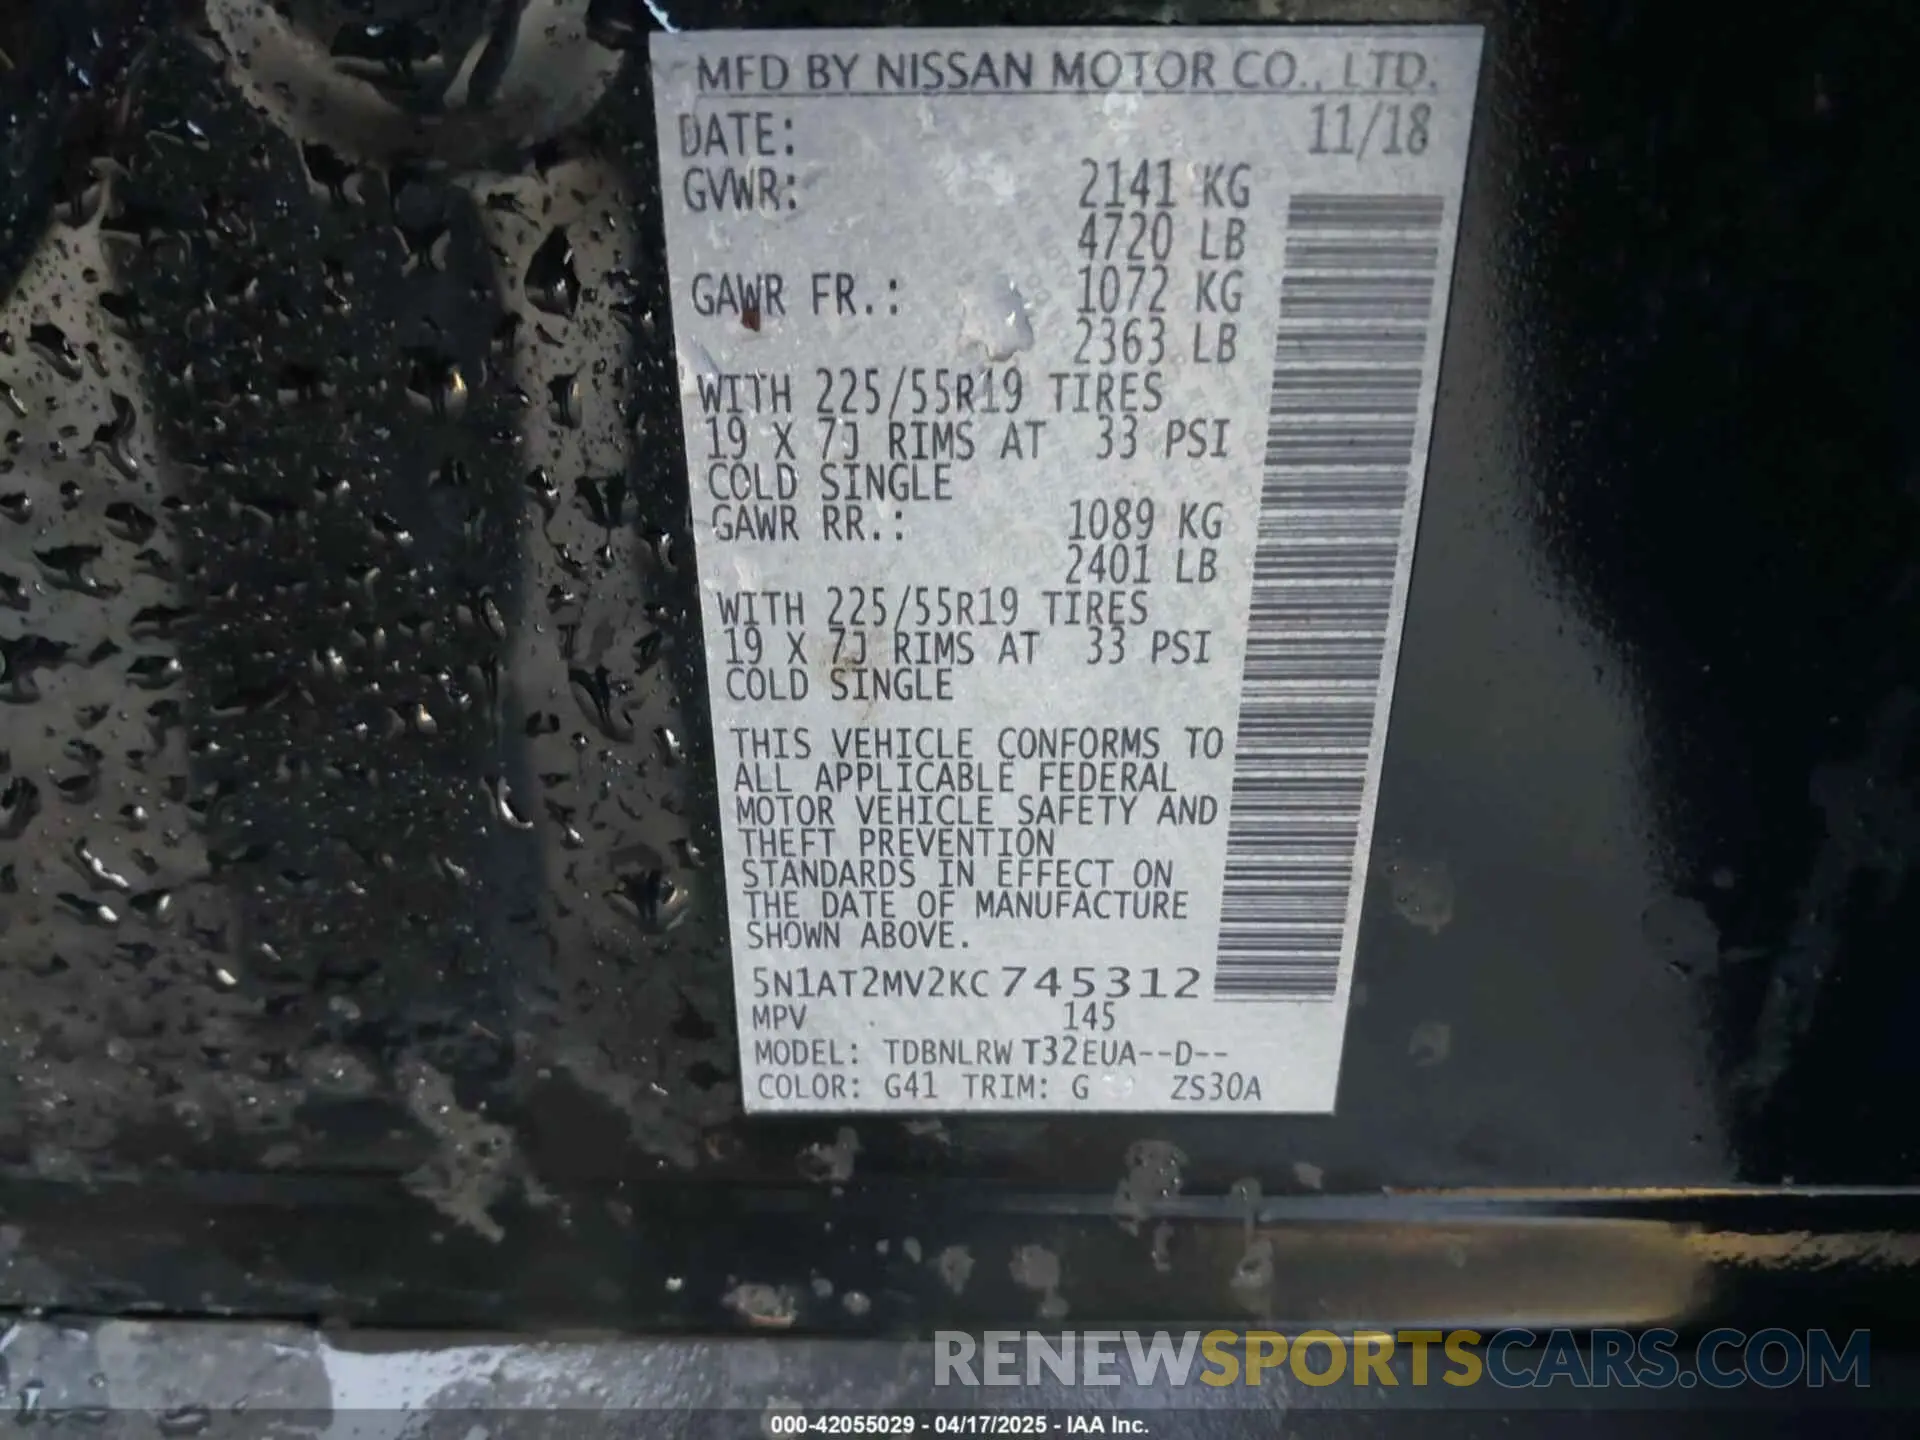 MFD BY NISSAN MOTOR CO., LTD.
DATE: 11/18
GVWR: 2141 KG
4720 LB
GAWR FR.: 1072 KG
2363 LB
WITH 225/55R19 TIRES
19 X 7J RIMS AT 33 PSI
COLD SINGLE
GAWR RR.: 1089 KG
2401 LB
WITH 225/55R19 TIRES
19 X 7J RIMS AT 33 PSI
COLD SINGLE
THIS VEHICLE CONFORMS TO
ALL APPLICABLE FEDERAL
MOTOR VEHICLE SAFETY AND
THEFT PREVENTION
STANDARDS IN EFFECT ON
THE DATE OF MANUFACTURE
SHOWN ABOVE.
5N1AT2MV2KC745312
MPV 145
MODEL: TDBNLRW T32EUA--D--
COLOR: G41 TRIM: G ZS30A
RENEWSPORTSCARS.COM
000-42055029 - 04/17/2025 - IAA Inc.